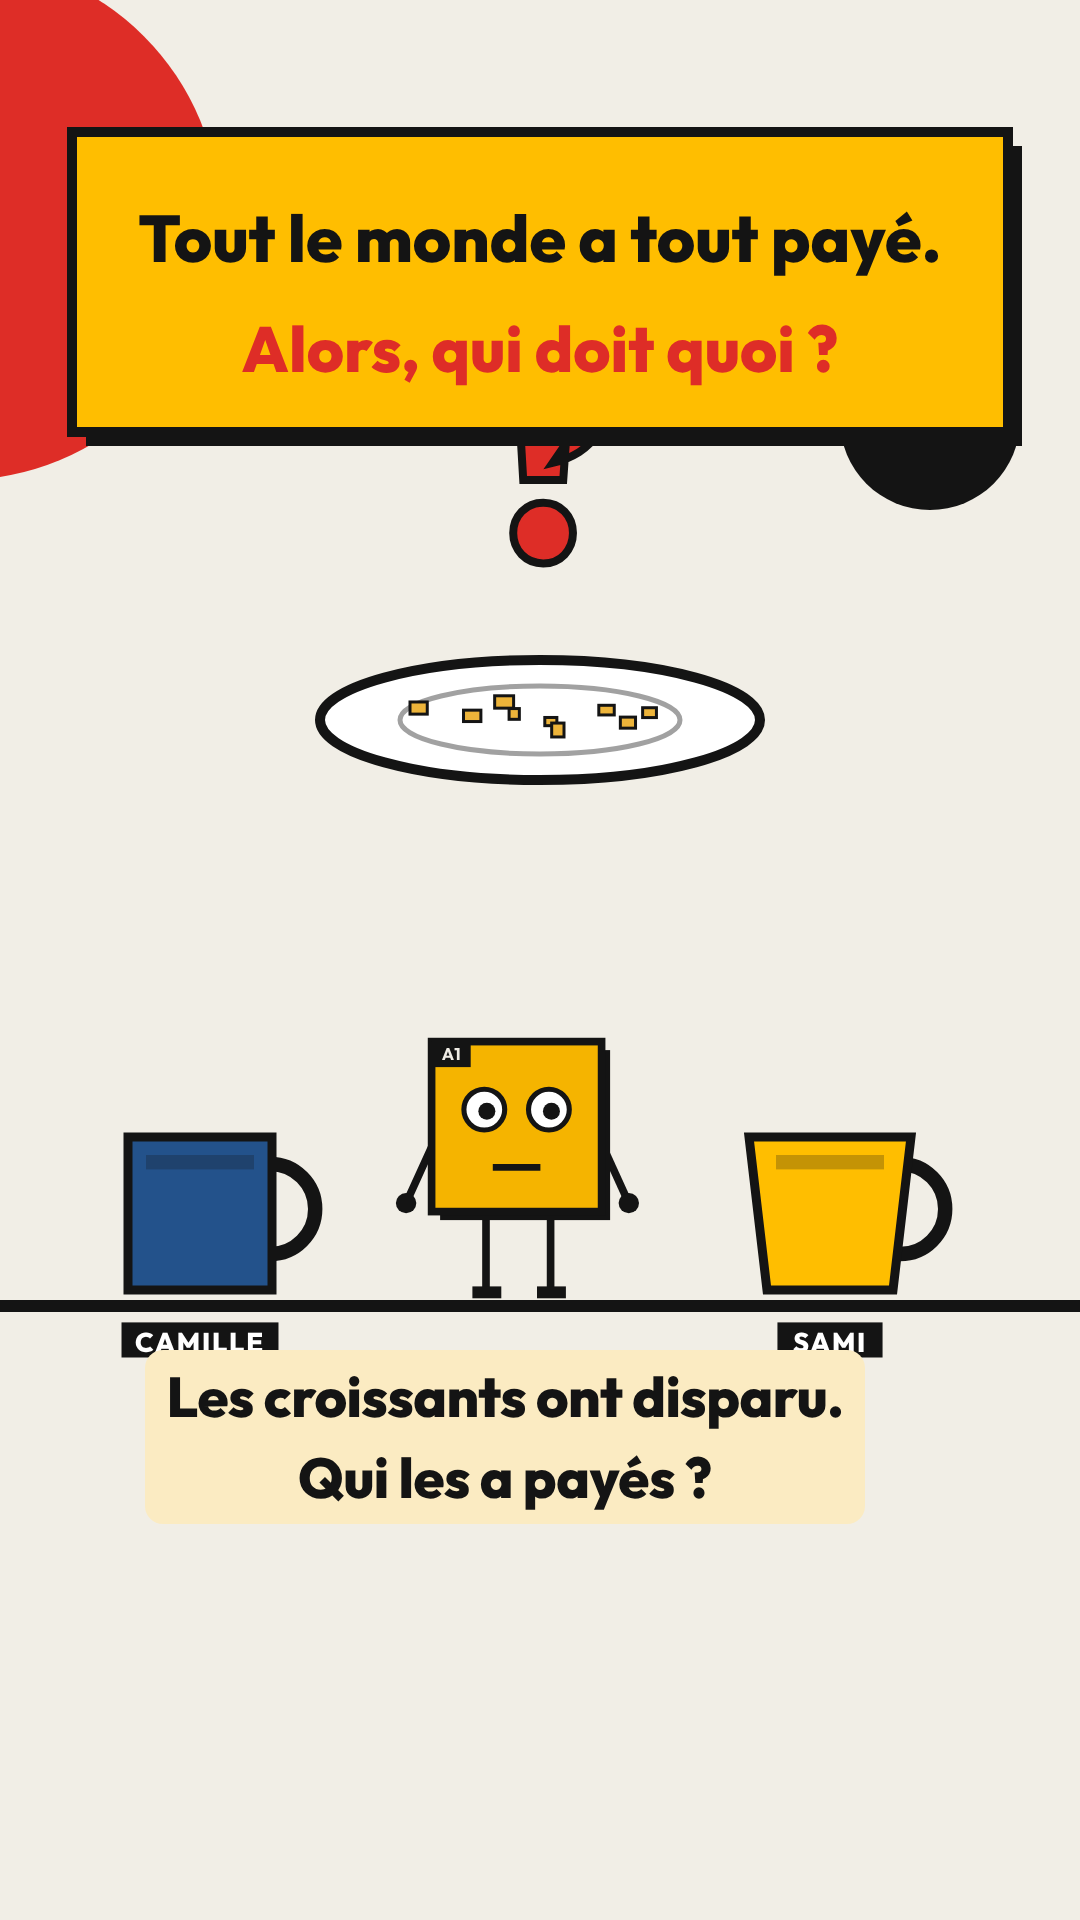 Tout le monde a tout payé.
Alors, qui doit quoi ?
A1
CAMILLE
SAMI
Les croissants ont disparu.
Qui les a payés ?